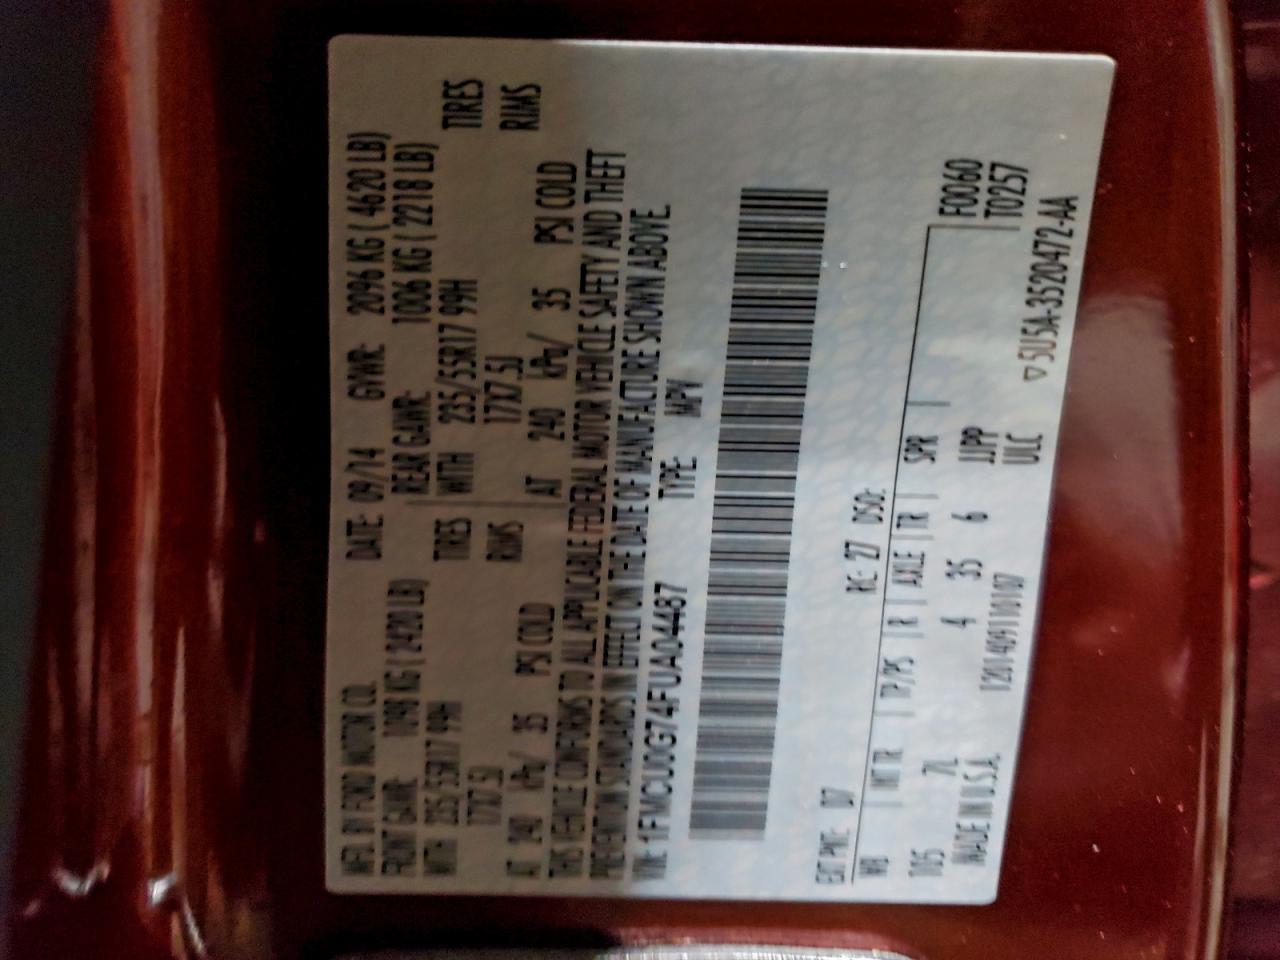 MFD. BY FORD MOTOR CO.
DATE: 09/14 GVWR: 2096 KG ( 4620 LB)
FRONT GAWR: 1098 KG ( 2420 LB) REAR GAWR: 1006 KG ( 2218 LB)
WITH 235/55R17 99H TIRES WITH 235/55R17 99H TIRES
17X7.5J RIMS 17X7.5J RIMS
AT 240 kPa/ 35 PSI COLD AT 240 kPa/ 35 PSI COLD
THIS VEHICLE CONFORMS TO ALL APPLICABLE FEDERAL MOTOR VEHICLE SAFETY AND THEFT
PREVENTION STANDARDS IN EFFECT ON THE DATE OF MANUFACTURE SHOWN ABOVE.
VIN: 1FMCU0G74FUA04487 TYPE: MPV
EXT PNT: D7 RC: 27 DSO:
WB INT TR TP/PS R AXLE TR SPR F0060
105 7L 4 35 6 JJPP T0257
MADE IN U.S.A. 12014091110107 ULC
▽5U5A-3520472-AA